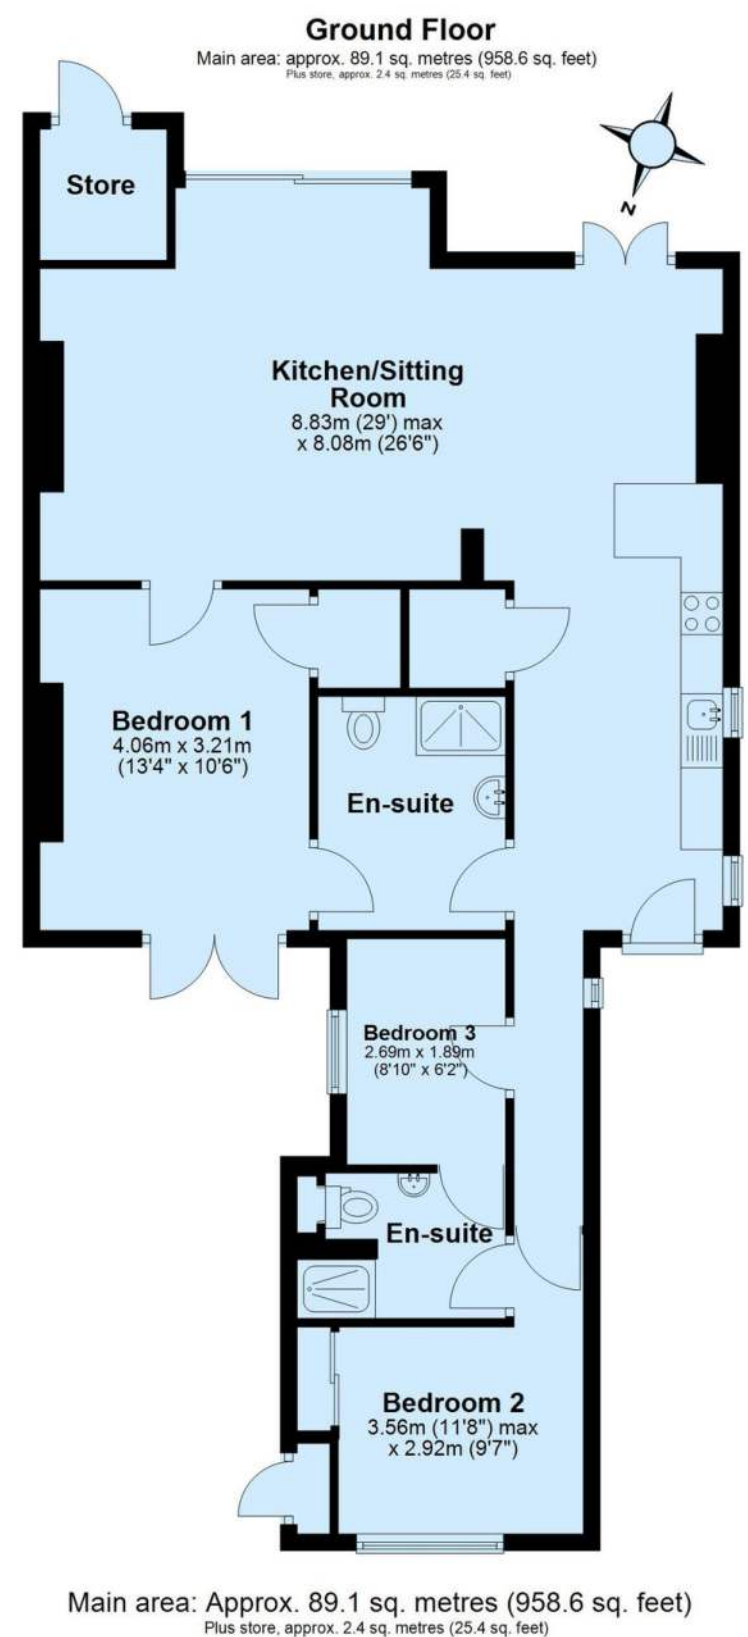 Ground Floor
Main area: approx. 89.1 sq. metres (958.6 sq. feet)
Plus store, approx. 2.4 sq. metres (25.4 sq. feet)
Store
N
Kitchen/Sitting
Room
8.83m (29') max
x 8.08m (26'6")
Bedroom 1
4.06m x 3.21m
(13'4" x 10'6")
En-suite
Bedroom 3
2.69m x 1.89m
(8'10" x 6'2")
En-suite
Bedroom 2
3.56m (11'8") max
x 2.92m (9'7")
Main area: Approx. 89.1 sq. metres (958.6 sq. feet)
Plus store, approx. 2.4 sq. metres (25.4 sq. feet)